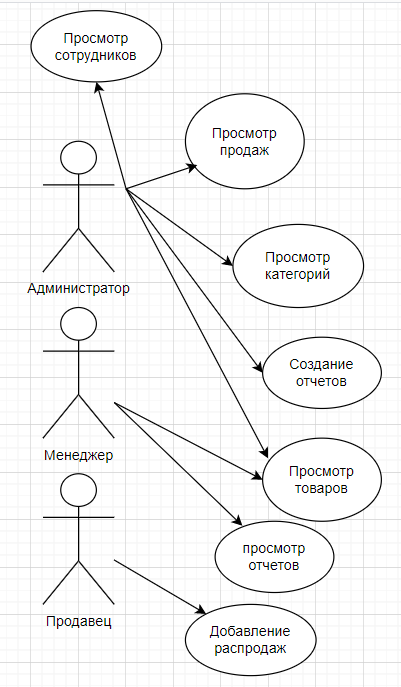 Просмотр
сотрудников
Просмотр
продаж
Просмотр
категорий
Администратор
Создание
отчетов
Менеджер
Просмотр
товаров
просмотр
отчетов
Продавец
Добавление
распродаж